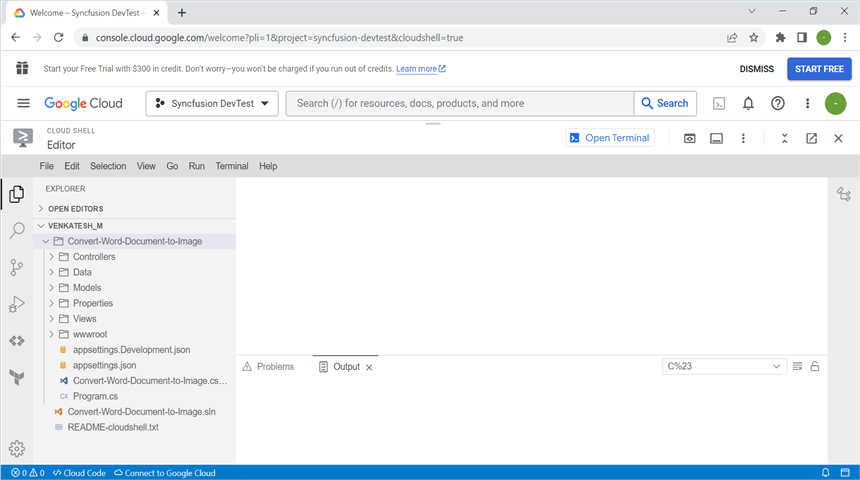 Welcome – Syncfusion DevTest –
console.cloud.google.com/welcome?pli=1&project=syncfusion-devtest&cloudshell=true
Start your Free Trial with $300 in credit. Don't worry—you won't be charged if you run out of credits. Learn more
DISMISS
START FREE
Google Cloud
Syncfusion DevTest
Search (/) for resources, docs, products, and more
Search
CLOUD SHELL
Editor
Open Terminal
File Edit Selection View Go Run Terminal Help
EXPLORER
OPEN EDITORS
VENKATESH_M
Convert-Word-Document-to-Image
Controllers
Data
Models
Properties
Views
wwwroot
appsettings.Development.json
appsettings.json
Convert-Word-Document-to-Image.cs...
C# Program.cs
Convert-Word-Document-to-Image.sln
README-cloudshell.txt
Problems
Output
C%23
0 0 Cloud Code Connect to Google Cloud